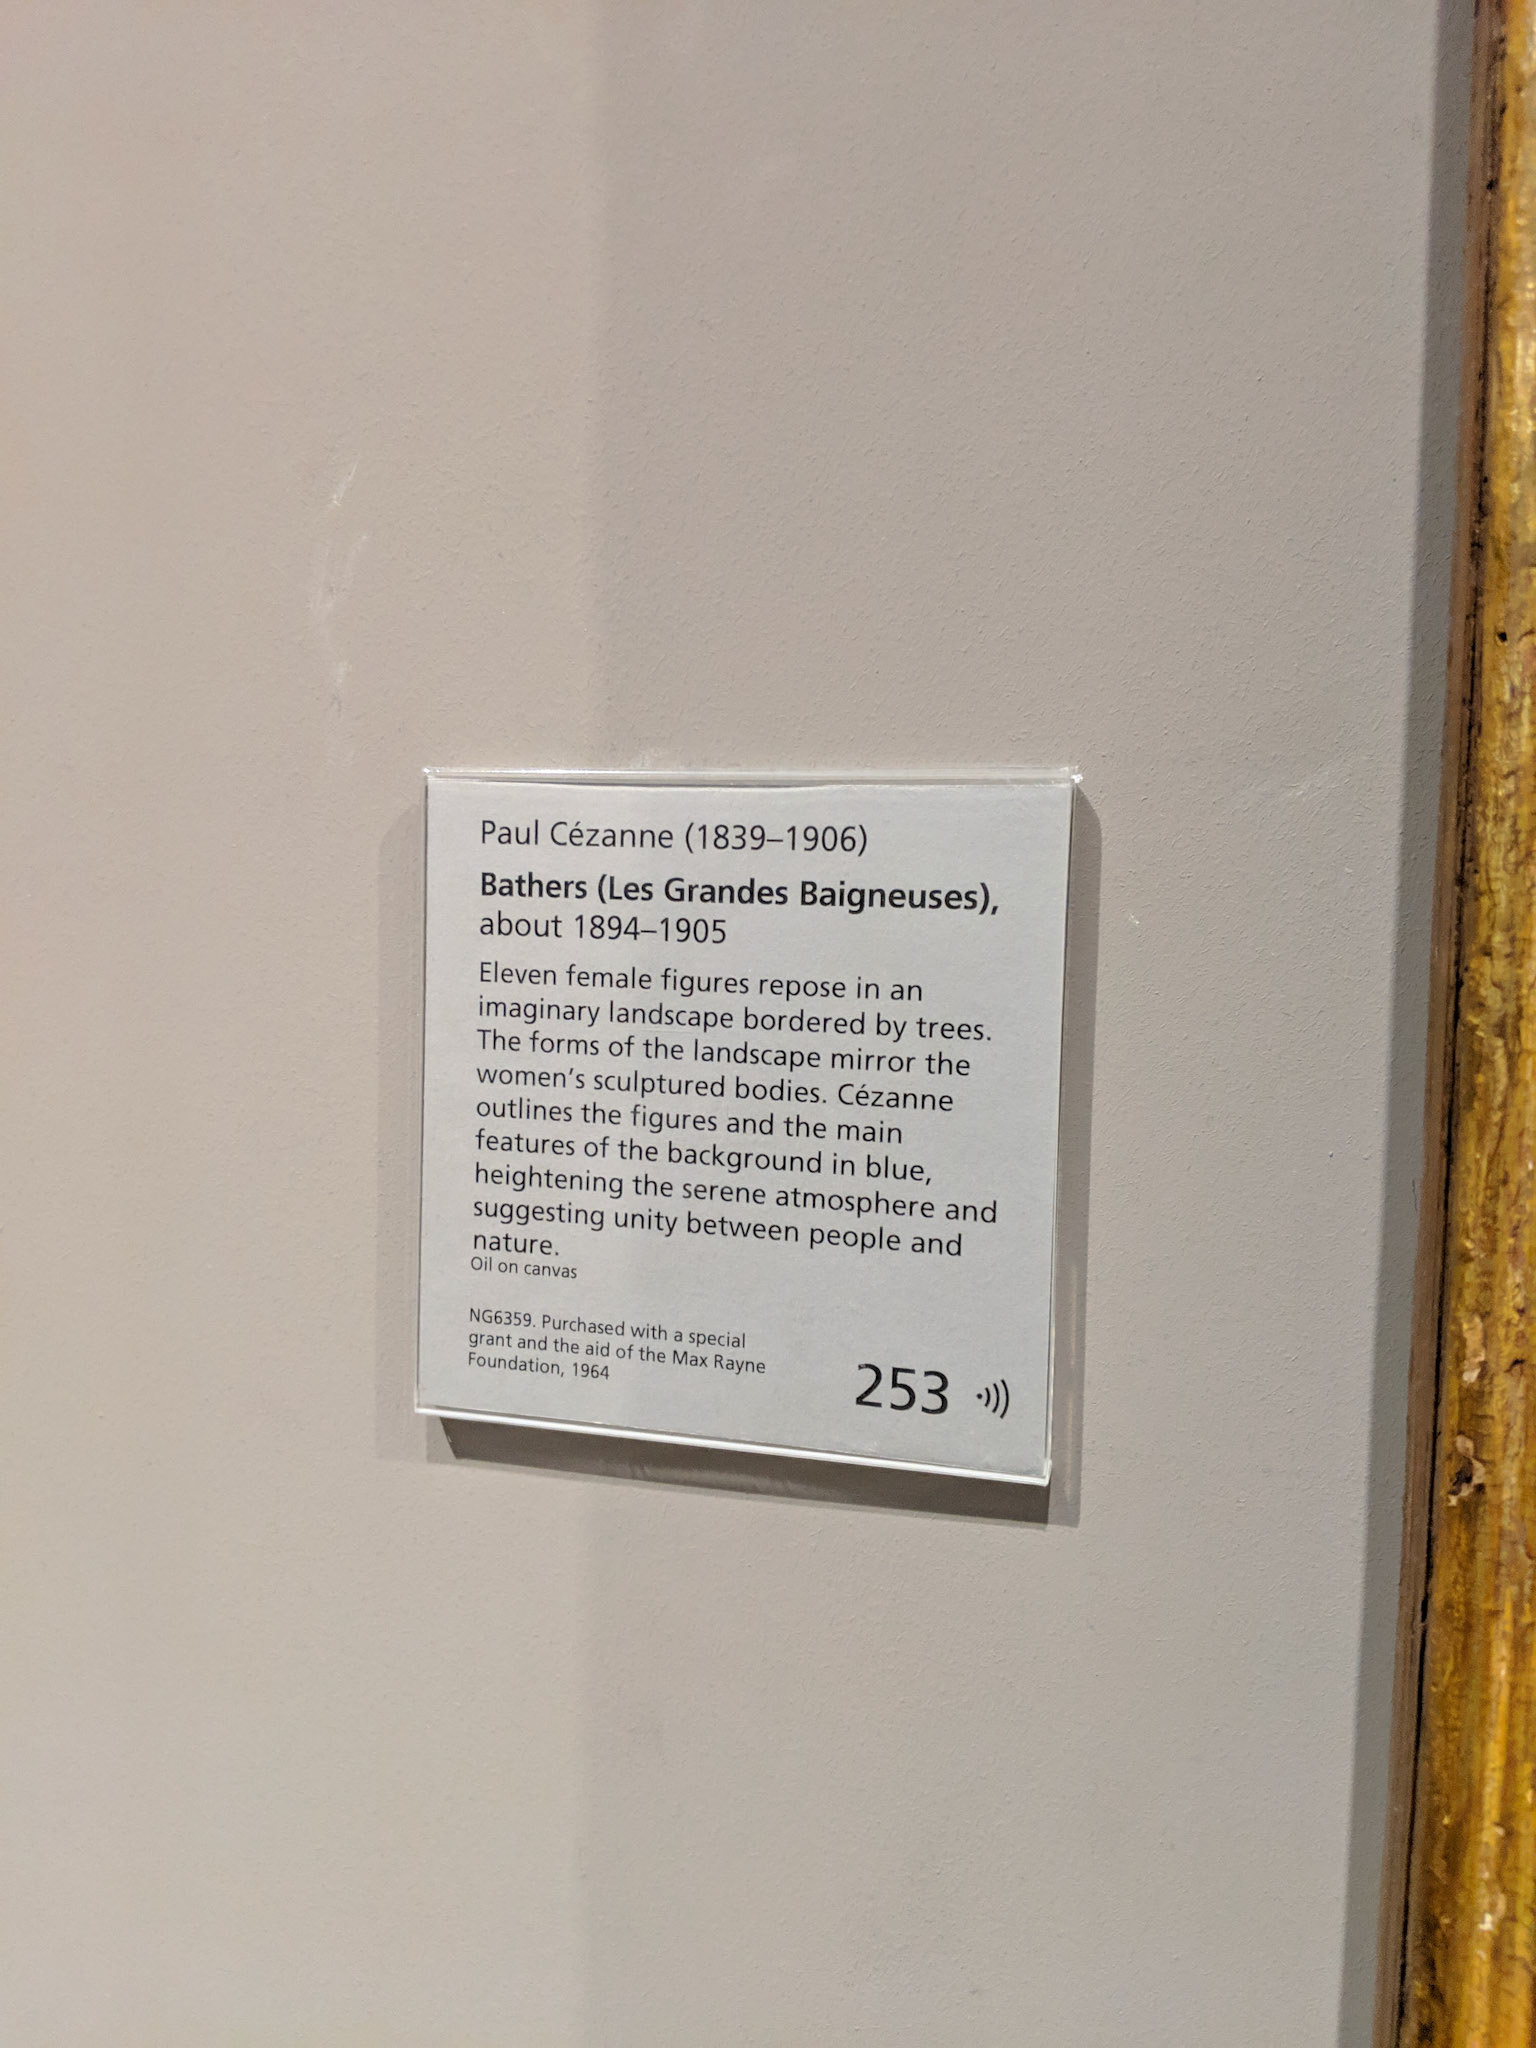 Paul Cézanne (1839–1906)
Bathers (Les Grandes Baigneuses),
about 1894–1905
Eleven female figures repose in an
imaginary landscape bordered by trees.
The forms of the landscape mirror the
women's sculptured bodies. Cézanne
outlines the figures and the main
features of the background in blue,
heightening the serene atmosphere and
suggesting unity between people and
nature.
Oil on canvas
NG6359. Purchased with a special
grant and the aid of the Max Rayne
Foundation, 1964
253